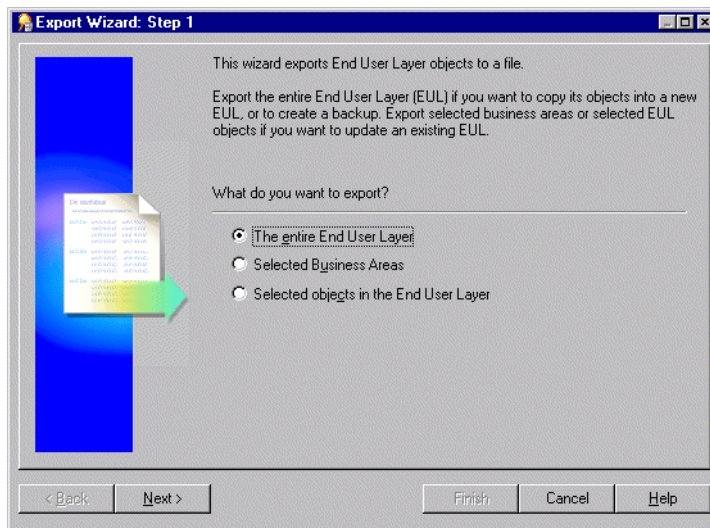 Export Wizard: Step 1
This wizard exports End User Layer objects to a file.
Export the entire End User Layer (EUL) if you want to copy its objects into a new
EUL, or to create a backup. Export selected business areas or selected EUL
objects if you want to update an existing EUL.
What do you want to export?
The entire End User Layer
Selected Business Areas
Selected objects in the End User Layer
< Back
Next >
Finish
Cancel
Help